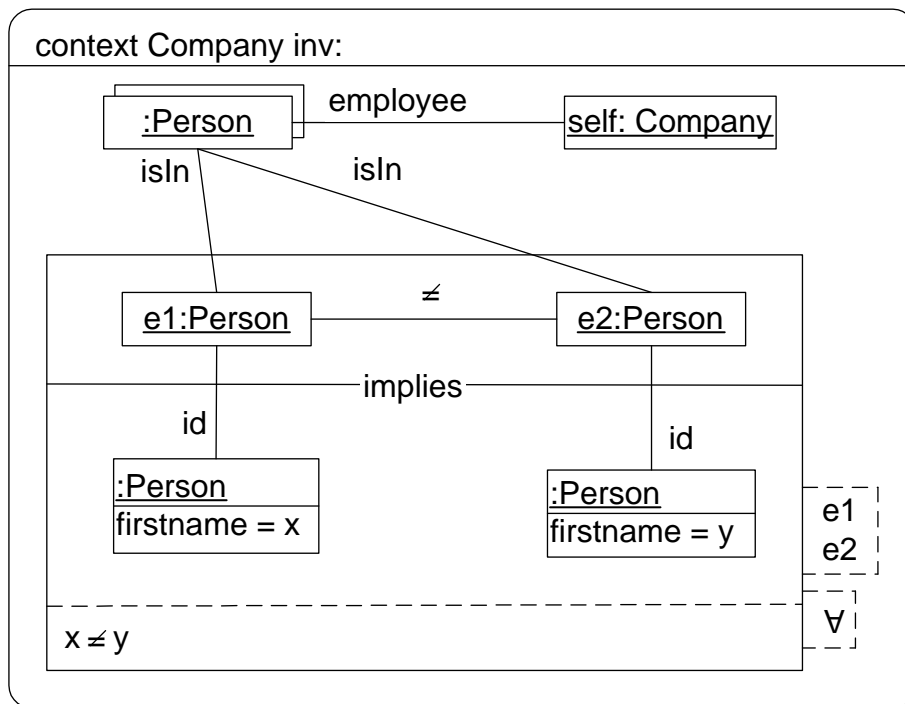 context Company inv:
employee
:Person
self: Company
isIn
isIn
≠
e1:Person
e2:Person
implies
id
id
:Person
firstname = x
:Person
firstname = y
e1
e2
∀
x ≠ y